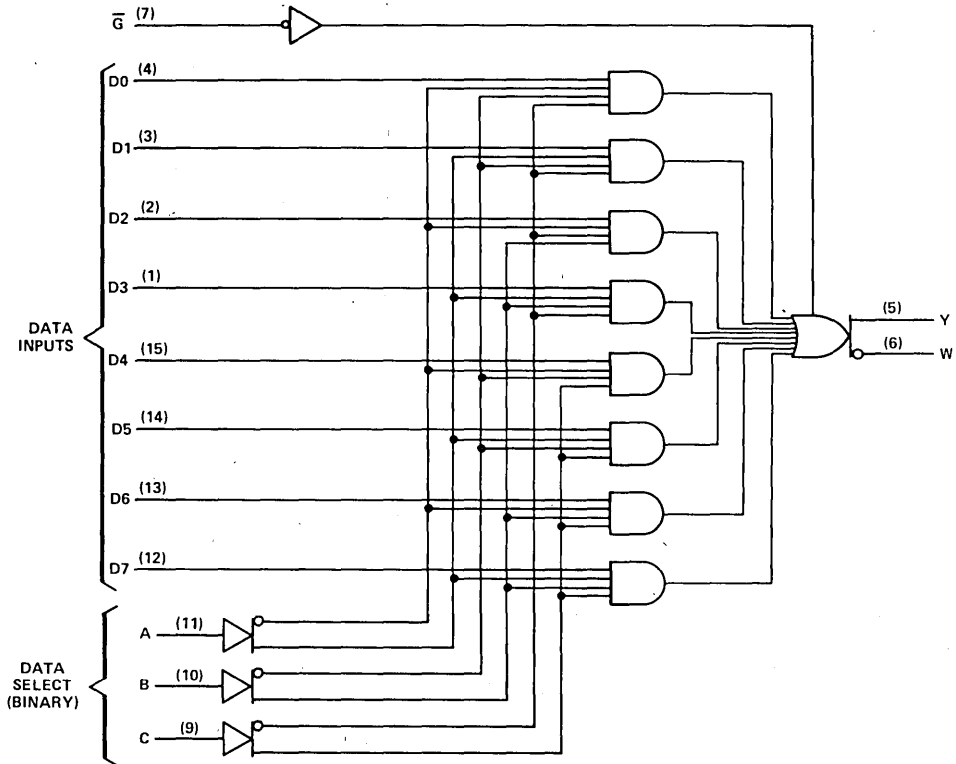 G̅ (7)
D0 (4)
D1 (3)
D2 (2)
D3 (1)
DATA
INPUTS
D4 (15)
D5 (14)
D6 (13)
D7 (12)
(5) Y
(6) W
A (11)
DATA
SELECT
(BINARY)
B (10)
C (9)